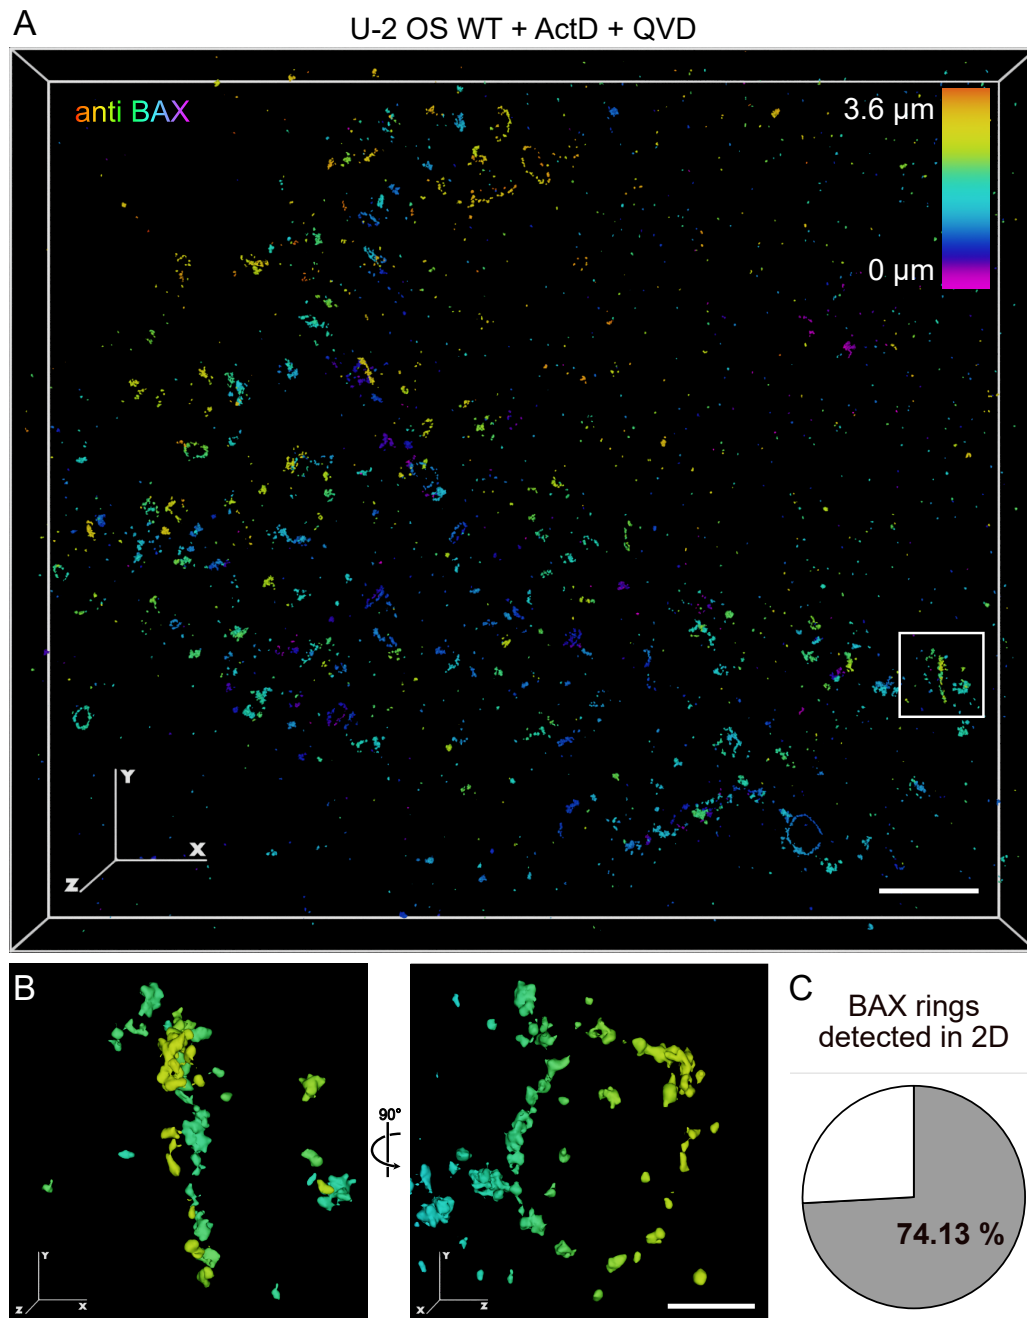 A
U-2 OS WT + ActD + QVD
anti BAX
3.6 µm
0 µm
Y
X
Z
B
90°
Y
Z
X
Y
X
Z
C
BAX rings
detected in 2D
74.13 %